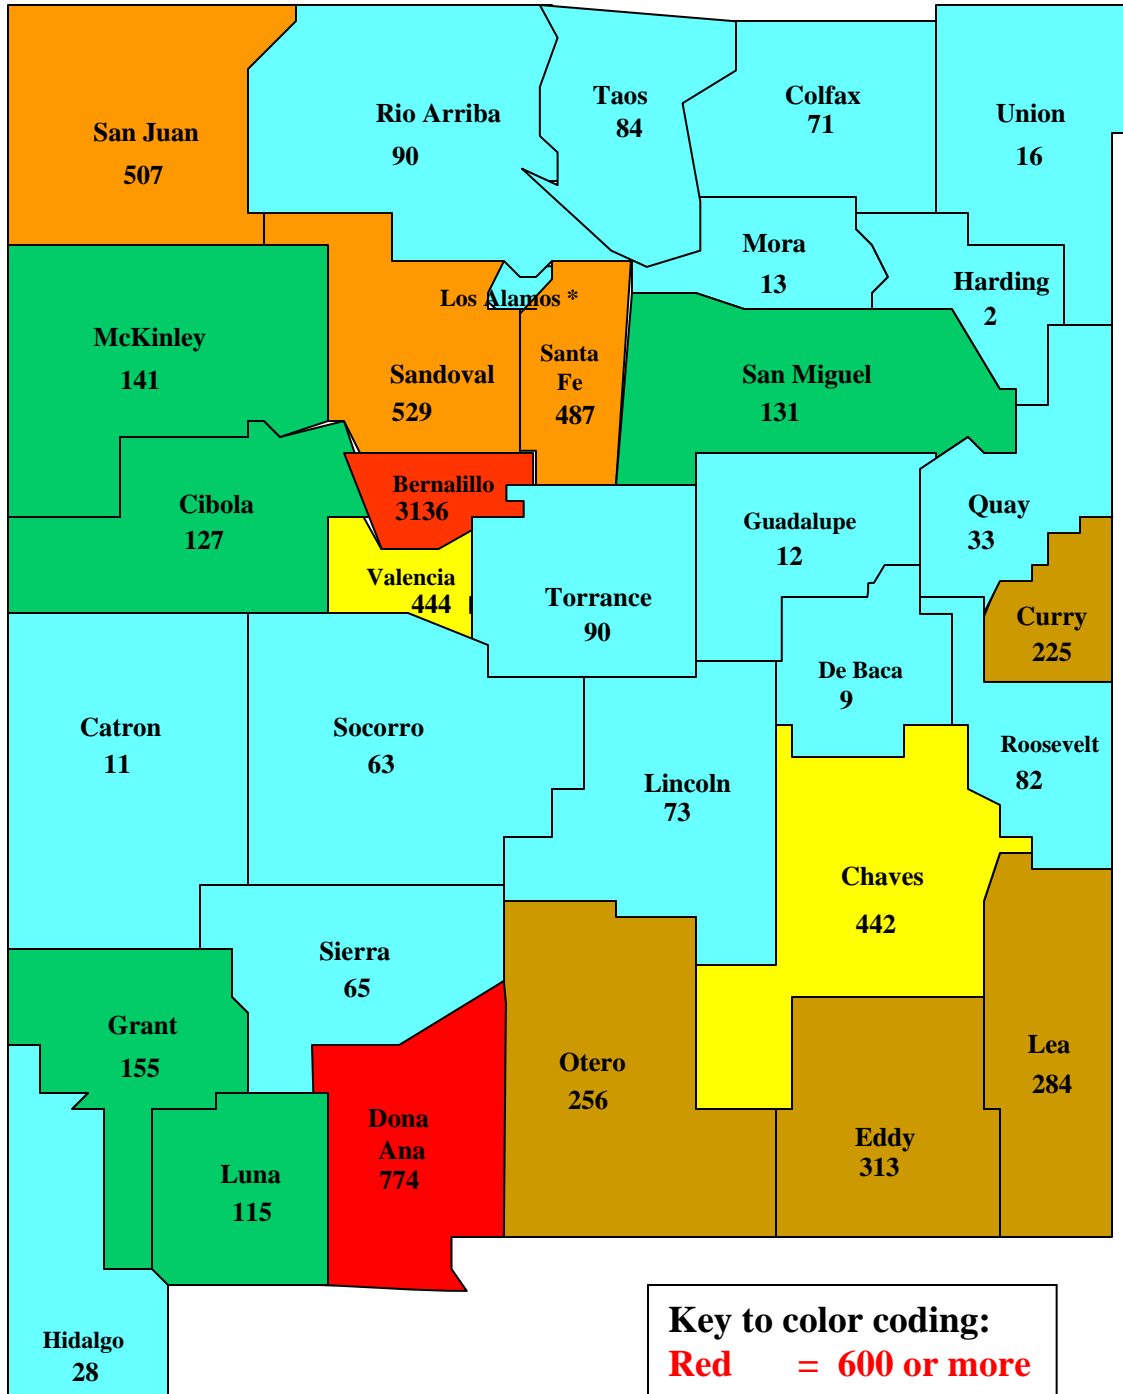 San Juan
507
Rio Arriba
90
Taos
84
Colfax
71
Union
16
Mora
13
Harding
2
Los Alamos *
McKinley
141
Sandoval
529
Santa
Fe
487
San Miguel
131
Bernalillo
3136
Cibola
127
Guadalupe
12
Quay
33
Valencia
444
Torrance
90
Curry
225
De Baca
9
Catron
11
Socorro
63
Roosevelt
82
Lincoln
73
Chaves
442
Sierra
65
Grant
155
Otero
256
Lea
284
Dona
Ana
774
Eddy
313
Luna
115
Hidalgo
28
Key to color coding:
Red = 600 or more